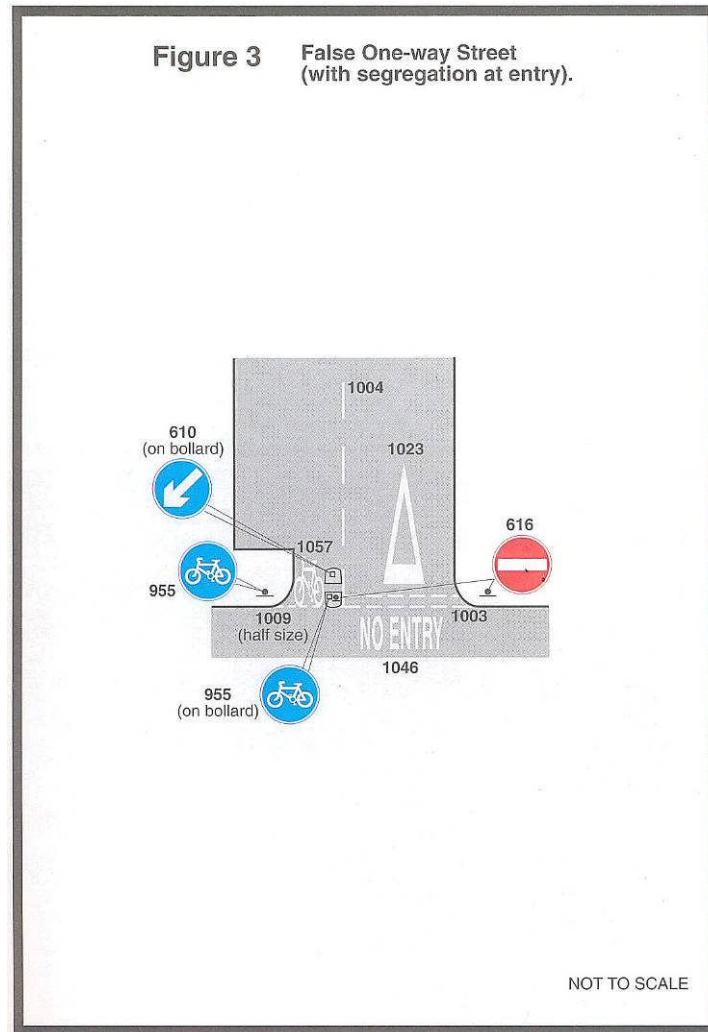 Figure 3 False One-way Street
(with segregation at entry).
1004
610
(on bollard)
1023
616
1057
955
1009
(half size)
1003
NO ENTRY
1046
955
(on bollard)
NOT TO SCALE